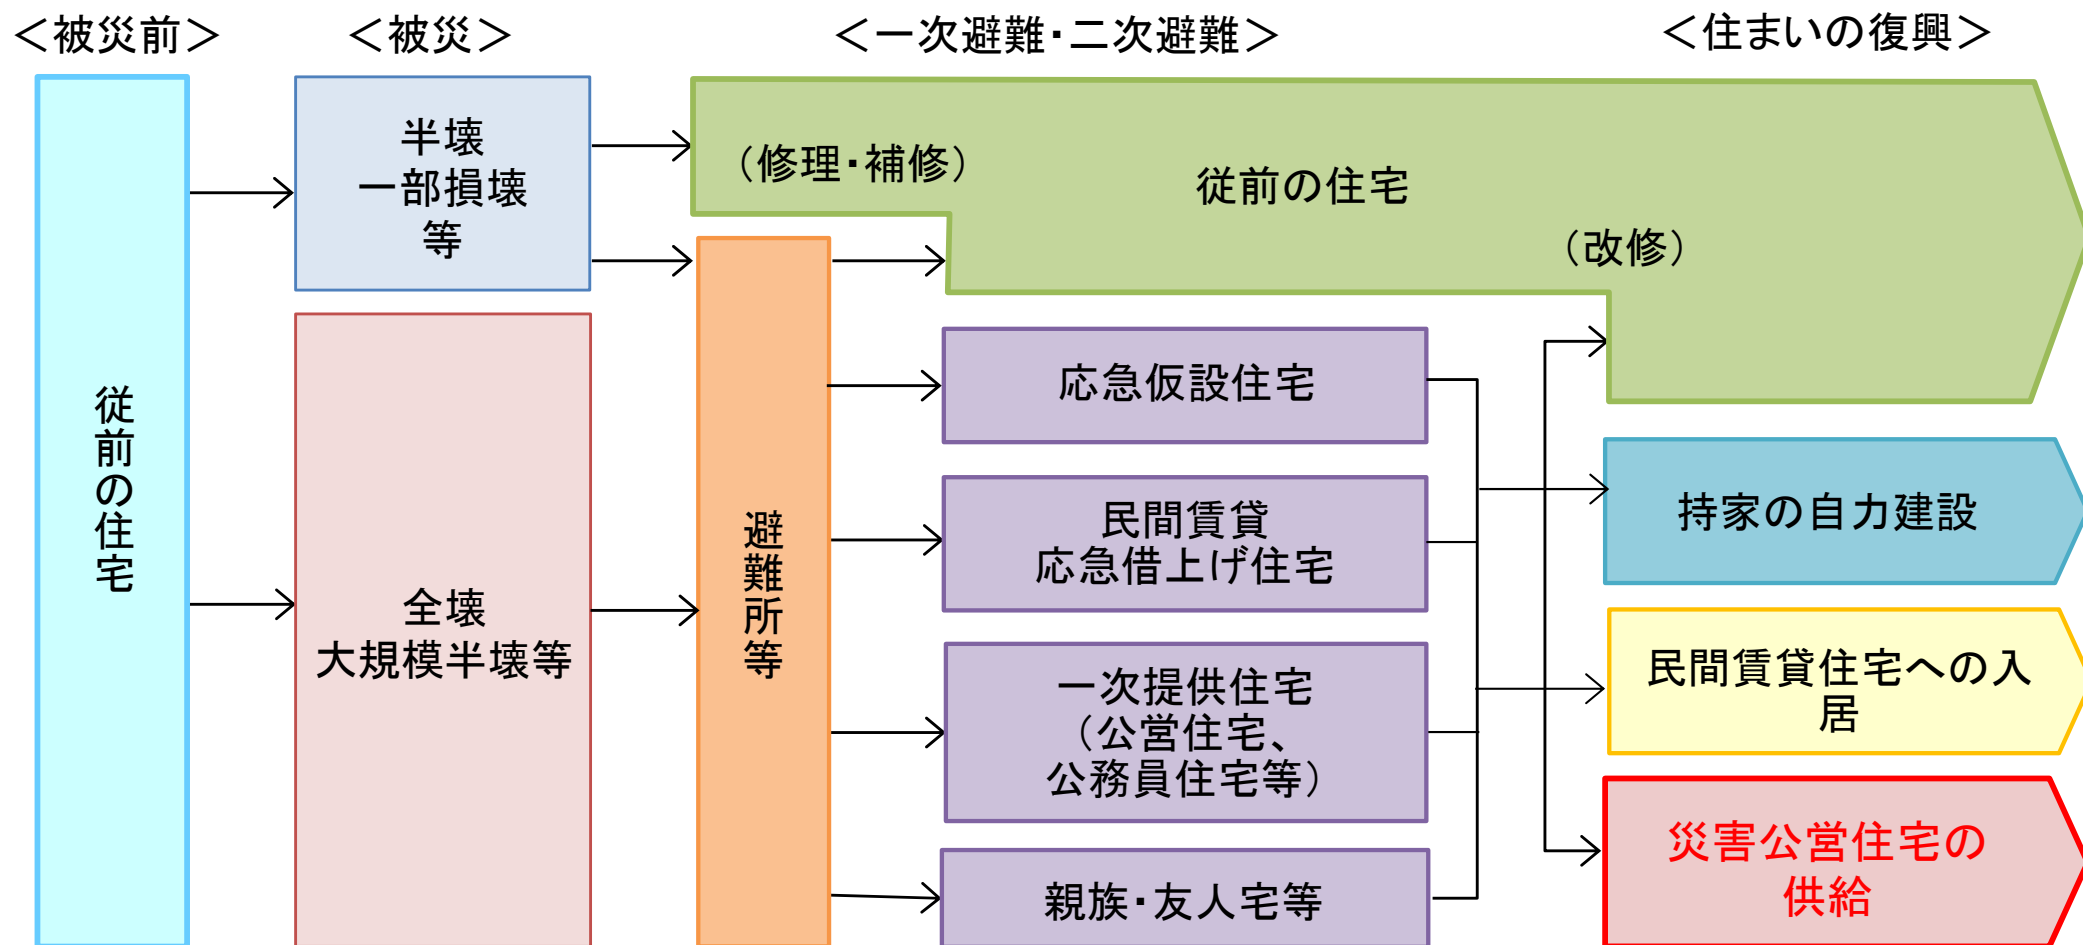 ＜被災前＞
＜被災＞
＜一次避難・二次避難＞
＜住まいの復興＞
従前の住宅
半壊
一部損壊
等
全壊
大規模半壊等
（修理・補修）
従前の住宅
（改修）
避難所等
応急仮設住宅
民間賃貸
応急借上げ住宅
一次提供住宅
（公営住宅、
公務員住宅等）
親族・友人宅等
持家の自力建設
民間賃貸住宅への入
居
災害公営住宅の
供給